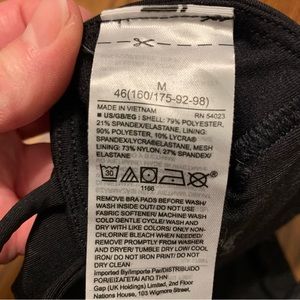 M
46(160/175-92-98)
MADE IN VIETNAM RN 54023
■ US/GB/EG : SHELL: 79% POLYESTER,
21% SPANDEX/ELASTANE, LINING:
90% POLYESTER, 10% LYCRA®
SPANDEX/LYCRA®ELASTANE, MESH
LINING: 73% NYLON, 27% SPANDEX/
ELASTANE
30
1166
REMOVE BRA PADS BEFORE WASH/
WASH INSIDE OUT/ DO NOT USE
FABRIC SOFTENER/ MACHINE WASH
COLD GENTLE CYCLE/ WASH AND
DRY WITH LIKE COLORS/ ONLY NON-
CHLORINE BLEACH WHEN NEEDED/
REMOVE PROMPTLY FROM WASHER
AND DRYER/ TUMBLE DRY LOW/ COOL
IRON/ DO NOT IRON PRINT/ DO NOT
DRY CLEAN
Imported By/Importe Par/DISTRIBUIDO
POR/ΕΙΣΑΓΕΤΑΙ ΑΠΟ ΤΗΝ
(UK Holdings) Limited, 2nd Floor
Nations House, 103 Wigmore Street,